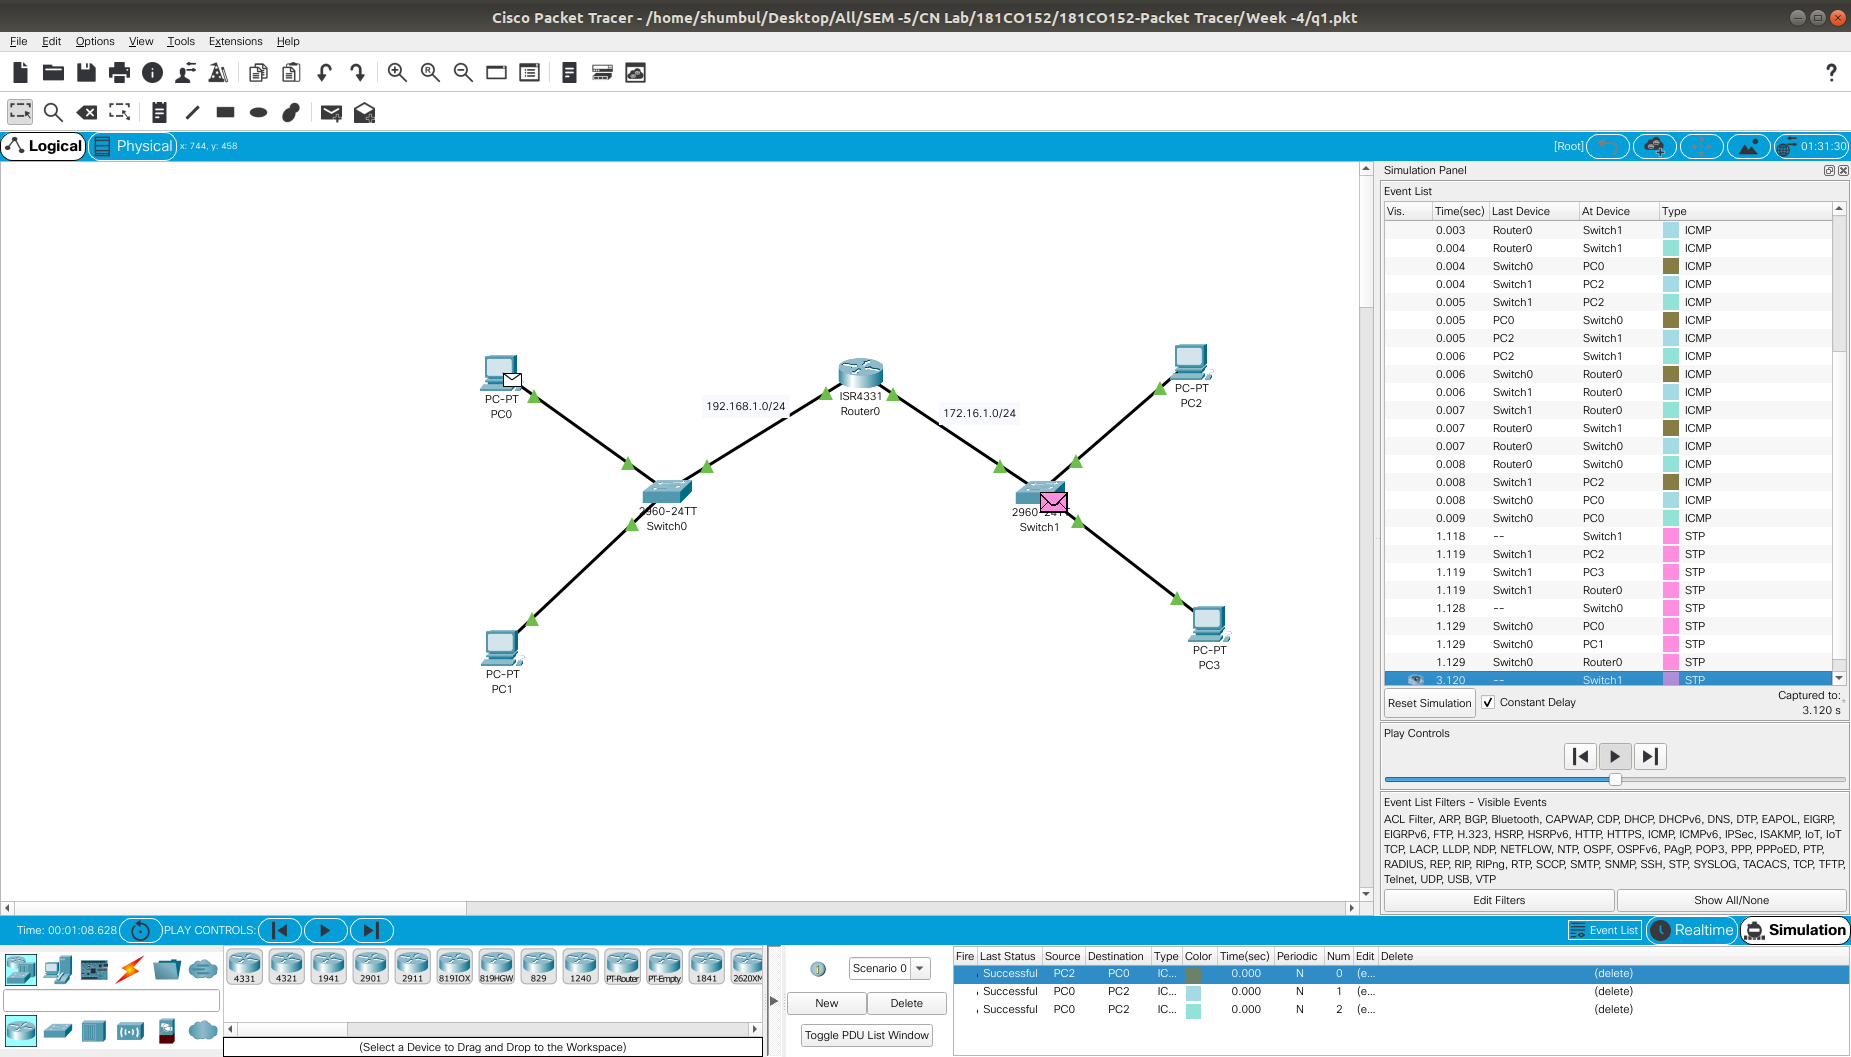 Cisco Packet Tracer - /home/shumbul/Desktop/All/SEM -5/CN Lab/181CO152/181CO152-Packet Tracer/Week -4/q1.pkt
File Edit Options View Tools Extensions Help
?
Logical Physical x: 744, y: 458 [Root] 01:31:30
Simulation Panel
Event List
Vis. Time(sec) Last Device At Device Type
0.003 Router0 Switch1 ICMP
0.004 Router0 Switch1 ICMP
0.004 Switch0 PC0 ICMP
0.004 Switch1 PC2 ICMP
0.005 Switch1 PC2 ICMP
0.005 PC0 Switch0 ICMP
0.005 PC2 Switch1 ICMP
0.006 PC2 Switch1 ICMP
0.006 Switch0 Router0 ICMP
0.006 Switch1 Router0 ICMP
0.007 Switch1 Router0 ICMP
0.007 Router0 Switch1 ICMP
0.007 Router0 Switch0 ICMP
0.008 Router0 Switch0 ICMP
0.008 Switch1 PC2 ICMP
0.008 Switch0 PC0 ICMP
0.009 Switch0 PC0 ICMP
1.118 -- Switch1 STP
1.119 Switch1 PC2 STP
1.119 Switch1 PC3 STP
1.119 Switch1 Router0 STP
1.128 -- Switch0 STP
1.129 Switch0 PC0 STP
1.129 Switch0 PC1 STP
1.129 Switch0 Router0 STP
3.120 -- Switch1 STP
Reset Simulation Constant Delay Captured to:
3.120 s
Play Controls
Event List Filters - Visible Events
ACL Filter, ARP, BGP, Bluetooth, CAPWAP, CDP, DHCP, DHCPv6, DNS, DTP, EAPOL, EIGRP,
EIGRPv6, FTP, H.323, HSRP, HSRPv6, HTTP, HTTPS, ICMP, ICMPv6, IPSec, ISAKMP, IoT, IoT
TCP, LACP, LLDP, NDP, NETFLOW, NTP, OSPF, OSPFv6, PAgP, POP3, PPP, PPPoED, PTP,
RADIUS, REP, RIP, RIPng, RTP, SCCP, SMTP, SNMP, SSH, STP, SYSLOG, TACACS, TCP, TFTP,
Telnet, UDP, USB, VTP
Edit Filters Show All/None
PC-PT
PC0
192.168.1.0/24
ISR4331
Router0
172.16.1.0/24
PC-PT
PC2
2960-24TT
Switch0
Switch1
PC-PT
PC1
PC-PT
PC3
Time: 00:01:08.628 PLAY CONTROLS: Event List Realtime Simulation
4331 4321 1941 2901 2911 819IOX 819HGW 829 1240 PT-Router PT-Empty 1841 2620XM
(Select a Device to Drag and Drop to the Workspace)
Scenario 0
New Delete
Toggle PDU List Window
Fire Last Status Source Destination Type Color Time(sec) Periodic Num Edit Delete
Successful PC2 PC0 IC... 0.000 N 0 (e... (delete)
Successful PC0 PC2 IC... 0.000 N 1 (e... (delete)
Successful PC0 PC2 IC... 0.000 N 2 (e... (delete)